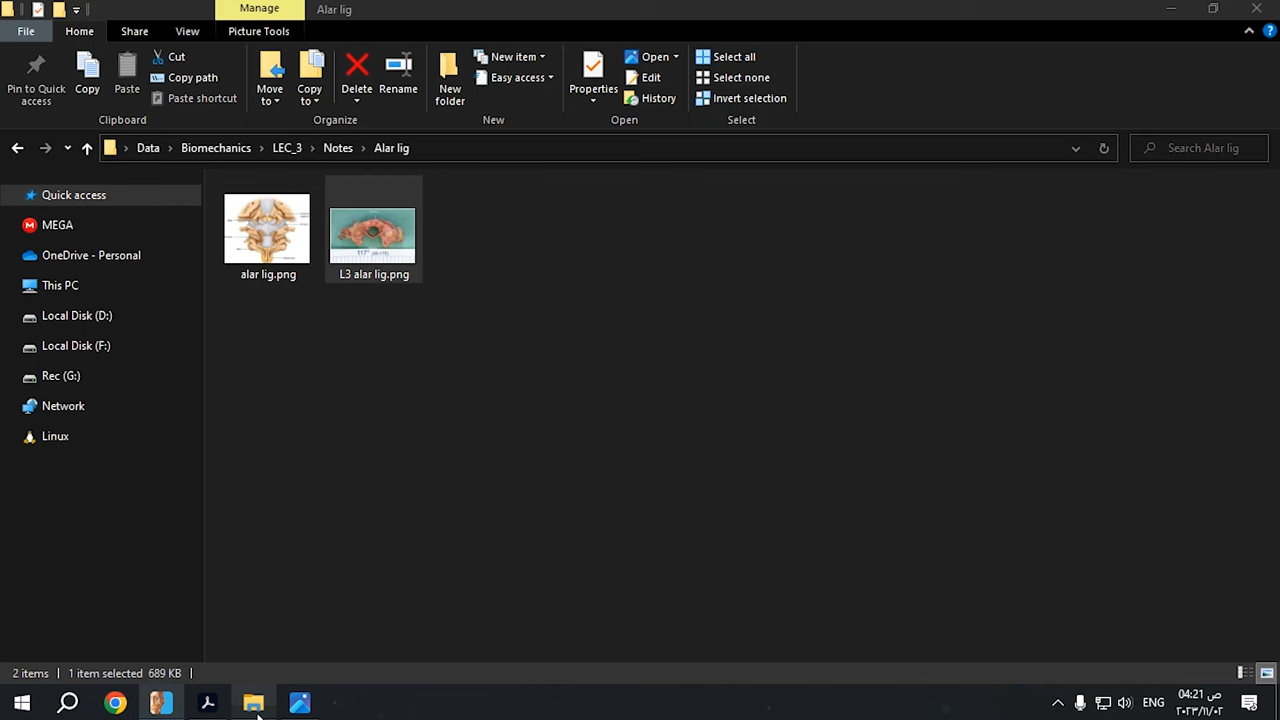 Manage
Alar lig
File
Home
Share
View
Picture Tools
Pin to Quick access
Copy
Paste
Cut
Copy path
Paste shortcut
Clipboard
Move to
Copy to
Delete
Rename
Organize
New folder
New item
Easy access
New
Properties
Open
Edit
History
Open
Select all
Select none
Invert selection
Select
Data
Biomechanics
LEC_3
Notes
Alar lig
Search Alar lig
Quick access
MEGA
OneDrive - Personal
This PC
Local Disk (D:)
Local Disk (F:)
Rec (G:)
Network
Linux
alar lig.png
L3 alar lig.png
2 items
1 item selected 689 KB
ENG
04:21 ص
٢٠٢٣/١١/٠٢